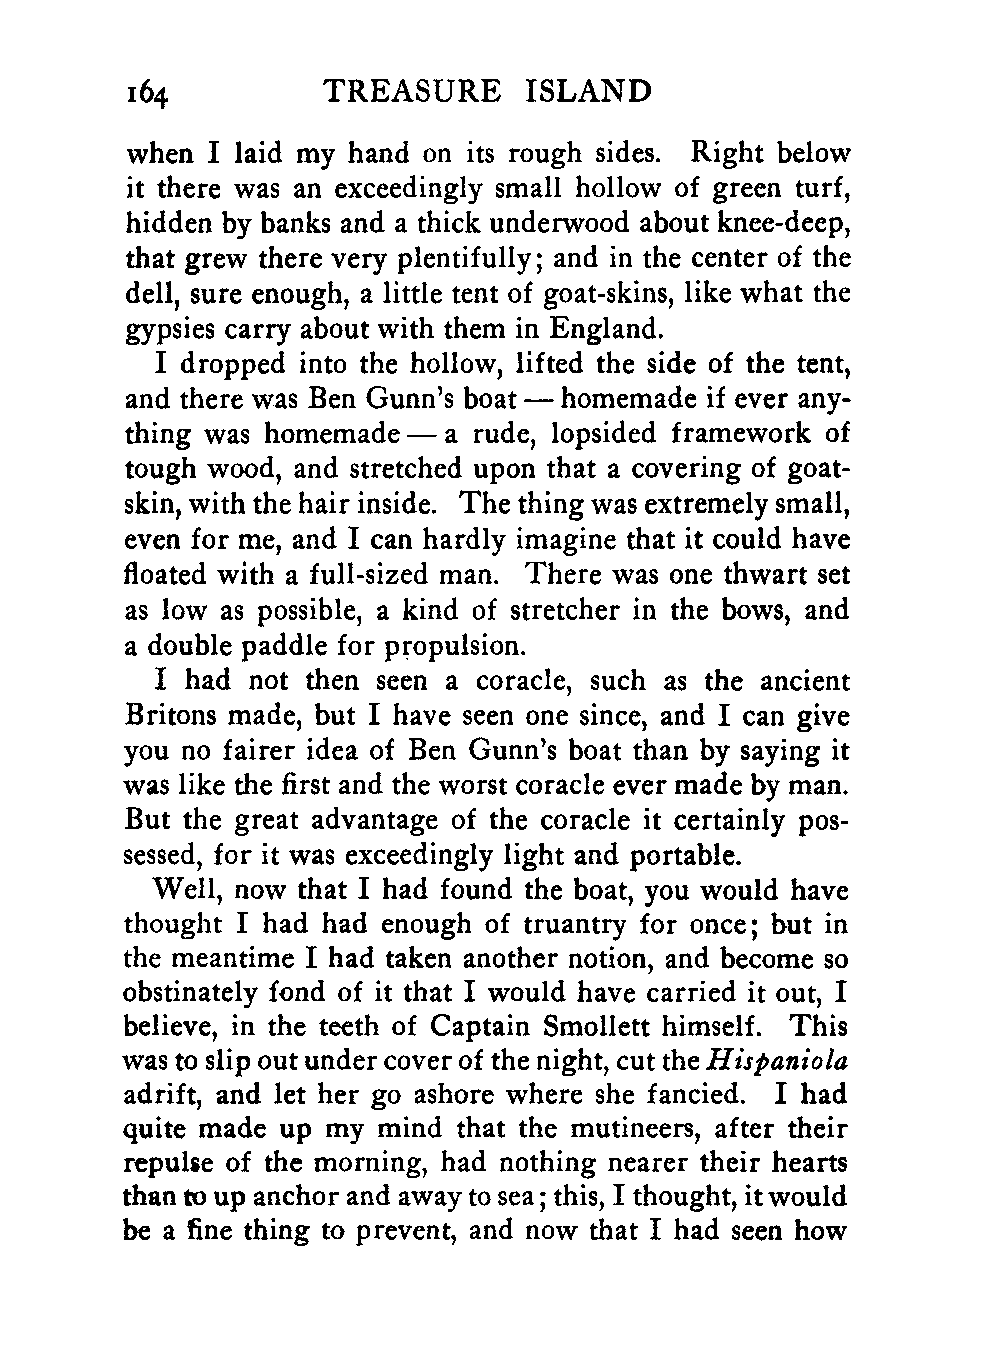 164 TREASURE ISLAND
when I laid my hand on its rough sides. Right below
it there was an exceedingly small hollow of green turf,
hidden by banks and a thick underwood about knee-deep,
that grew there very plentifully; and in the center of the
dell, sure enough, a little tent of goat-skins, like what the
gypsies carry about with them in England.
I dropped into the hollow, lifted the side of the tent,
and there was Ben Gunn's boat — homemade if ever any-
thing was homemade — a rude, lopsided framework of
tough wood, and stretched upon that a covering of goat-
skin, with the hair inside. The thing was extremely small,
even for me, and I can hardly imagine that it could have
floated with a full-sized man. There was one thwart set
as low as possible, a kind of stretcher in the bows, and
a double paddle for propulsion.
I had not then seen a coracle, such as the ancient
Britons made, but I have seen one since, and I can give
you no fairer idea of Ben Gunn's boat than by saying it
was like the first and the worst coracle ever made by man.
But the great advantage of the coracle it certainly pos-
sessed, for it was exceedingly light and portable.
Well, now that I had found the boat, you would have
thought I had had enough of truantry for once; but in
the meantime I had taken another notion, and become so
obstinately fond of it that I would have carried it out, I
believe, in the teeth of Captain Smollett himself. This
was to slip out under cover of the night, cut the Hispaniola
adrift, and let her go ashore where she fancied. I had
quite made up my mind that the mutineers, after their
repulse of the morning, had nothing nearer their hearts
than to up anchor and away to sea; this, I thought, it would
be a fine thing to prevent, and now that I had seen how